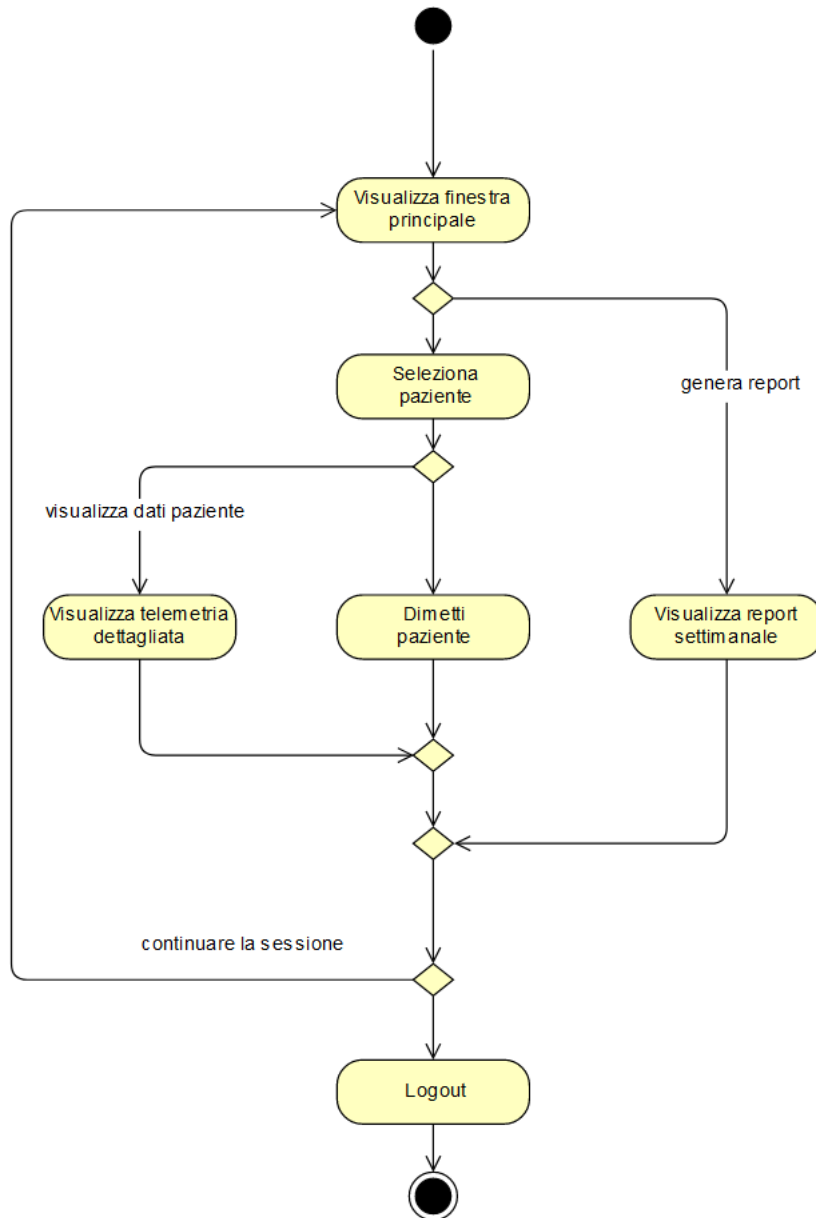 Visualizza finestra
principale
Seleziona
paziente
genera report
visualizza dati paziente
Visualizza telemetria
dettagliata
Dimetti
paziente
Visualizza report
settimanale
continuare la sessione
Logout